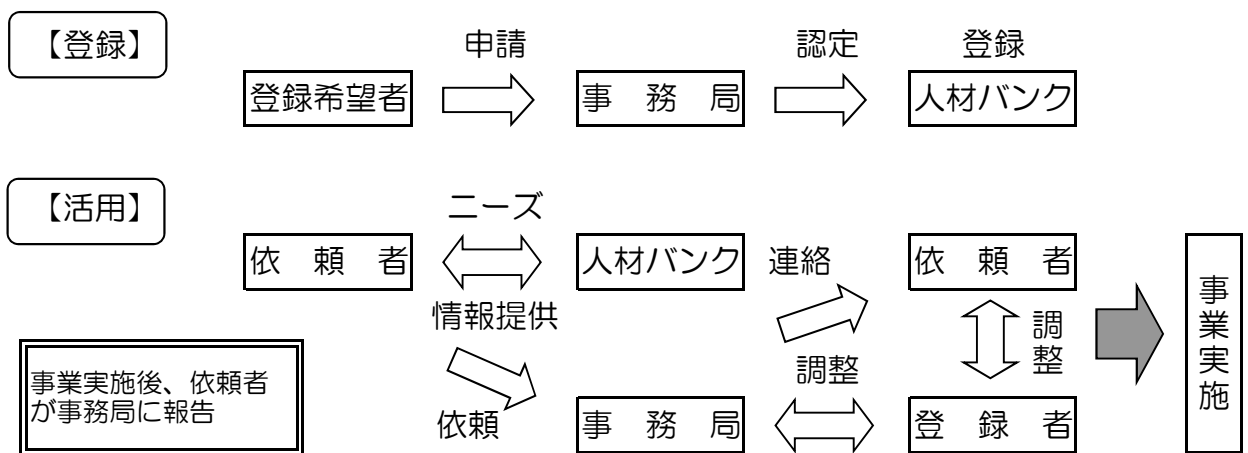 【登録】
申請
認定
登録
登録希望者
事　務　局
人材バンク
【活用】
ニーズ
依　頼　者
人材バンク
連絡
依　頼　者
情報提供
調整
事業実施
事業実施後、依頼者
が事務局に報告
依頼
調整
事　務　局
登　録　者